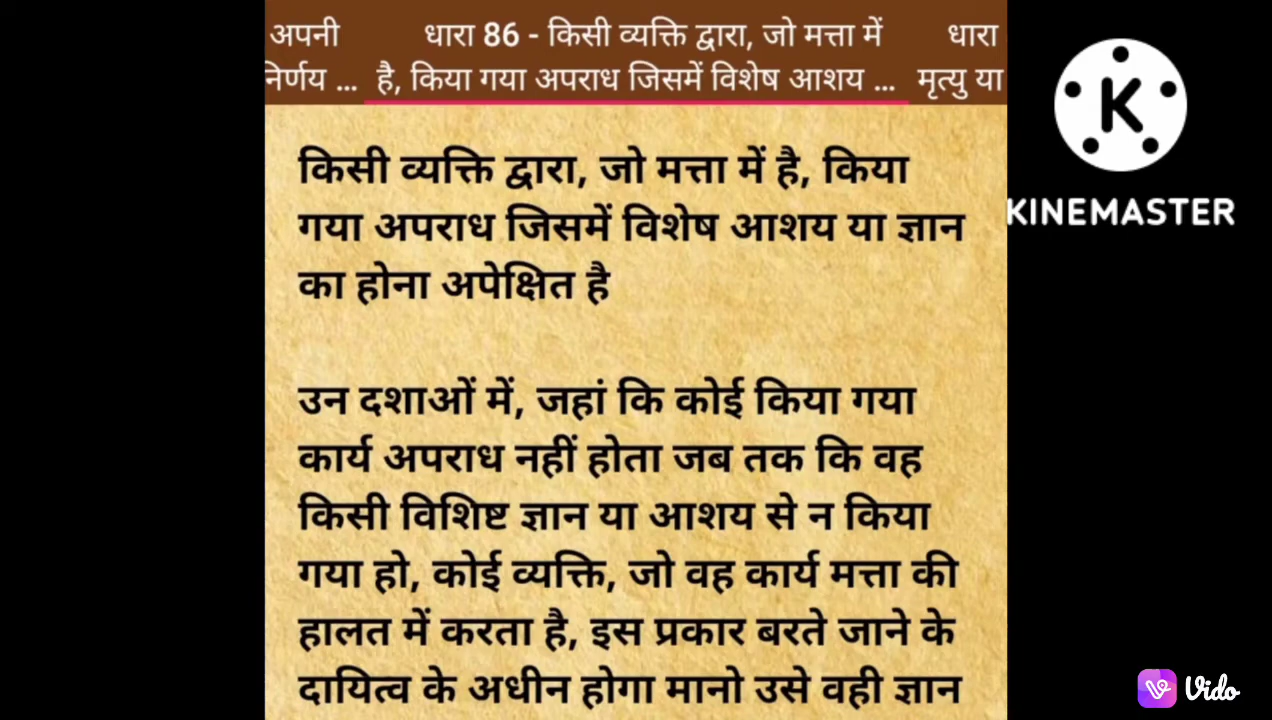 अपनी
निर्णय ...
धारा 86 - किसी व्यक्ति द्वारा, जो मत्ता में
है, किया गया अपराध जिसमें विशेष आशय ...
धारा
मृत्यु या
किसी व्यक्ति द्वारा, जो मत्ता में है, किया
गया अपराध जिसमें विशेष आशय या ज्ञान
का होना अपेक्षित है
उन दशाओं में, जहां कि कोई किया गया
कार्य अपराध नहीं होता जब तक कि वह
किसी विशिष्ट ज्ञान या आशय से न किया
गया हो, कोई व्यक्ति, जो वह कार्य मत्ता की
हालत में करता है, इस प्रकार बरते जाने के
दायित्व के अधीन होगा मानो उसे वही ज्ञान
K
KINEMASTER
Vido